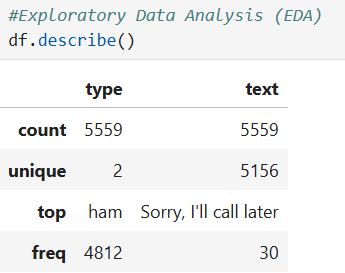 #Exploratory Data Analysis (EDA)
df.describe()
type text
count 5559 5559
unique 2 5156
top ham Sorry, I'll call later
freq 4812 30